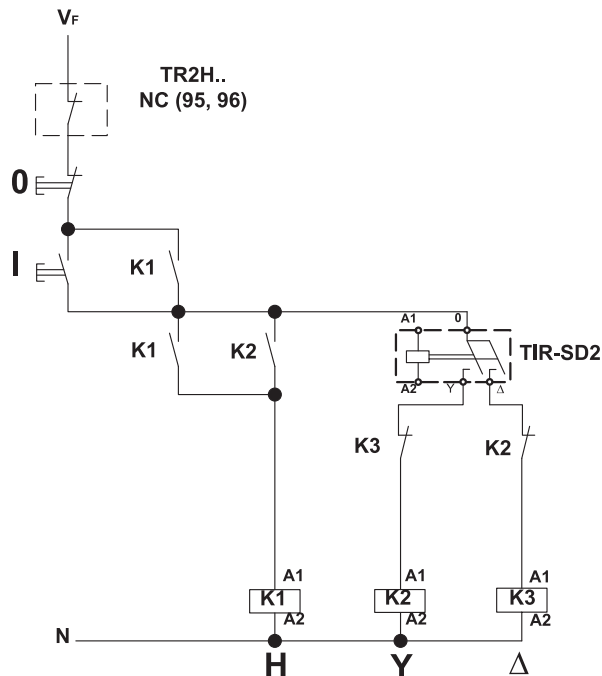 VF
TR2H..
NC (95, 96)
0
I
K1
K1
K2
A1
0
TIR-SD2
A2
Y
Δ
K3
K2
A1
A1
A1
K1
K2
K3
A2
A2
A2
N
H
Y
Δ